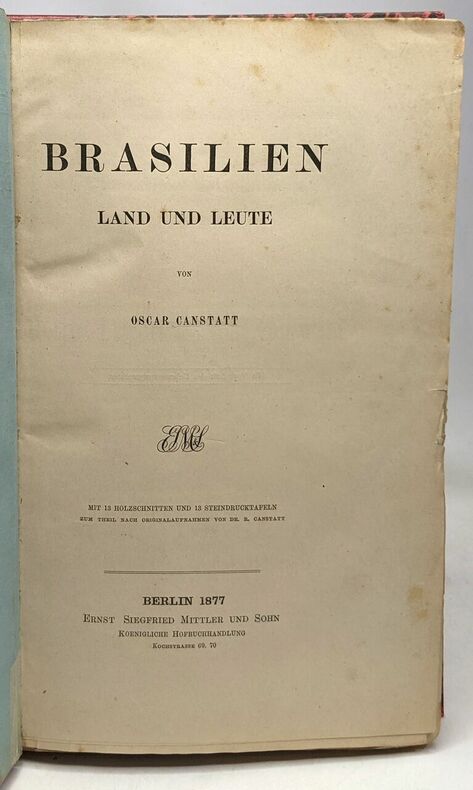 BRASILIEN
LAND UND LEUTE
VON
OSCAR CANSTATT
MIT 13 HOLZSCHNITTEN UND 13 STEINDRUCKTAFELN
ZUM THEIL NACH ORIGINALAUFNAHMEN VON DR. R. CANSTATT
BERLIN 1877
ERNST SIEGFRIED MITTLER UND SOHN
KOENIGLICHE HOFBUCHHANDLUNG
KOCHSTRASSE 69. 70